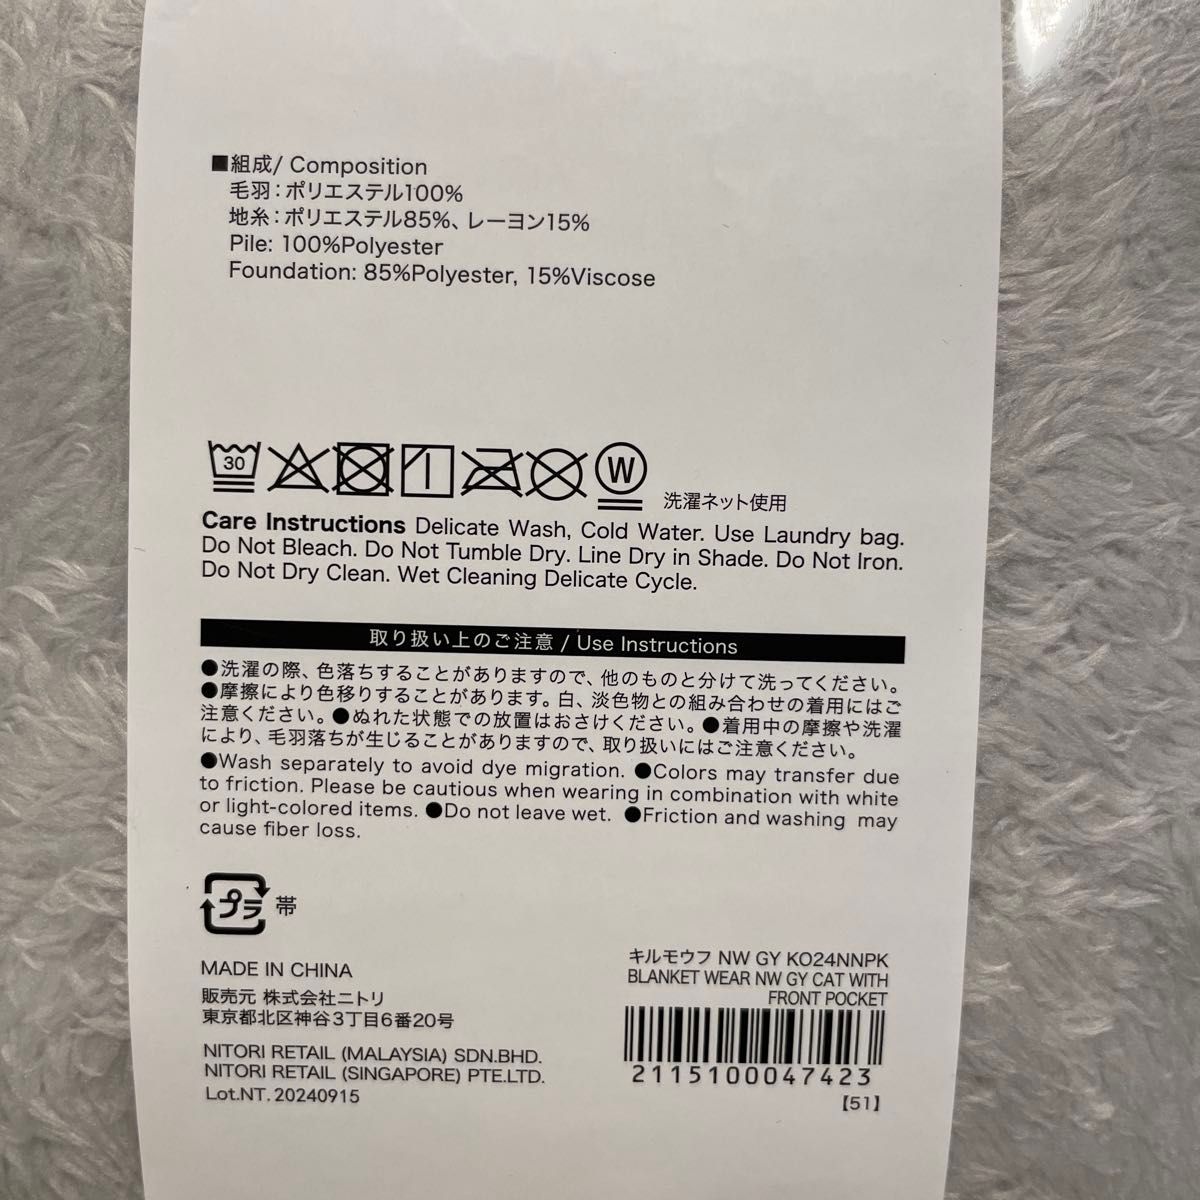 ■組成/ Composition
毛羽：ポリエステル100%
地糸：ポリエステル85%、レーヨン15%
Pile: 100%Polyester
Foundation: 85%Polyester, 15%Viscose
30 W 洗濯ネット使用
Care Instructions Delicate Wash, Cold Water. Use Laundry bag.
Do Not Bleach. Do Not Tumble Dry. Line Dry in Shade. Do Not Iron.
Do Not Dry Clean. Wet Cleaning Delicate Cycle.
取り扱い上のご注意 / Use Instructions
●洗濯の際、色落ちすることがありますので、他のものと分けて洗ってください。
●摩擦により色移りすることがあります。白、淡色物との組み合わせの着用にはご
注意ください。●ぬれた状態での放置はおさけください。●着用中の摩擦や洗濯
により、毛羽落ちが生じることがありますので、取り扱いにはご注意ください。
●Wash separately to avoid dye migration. ●Colors may transfer due
to friction. Please be cautious when wearing in combination with white
or light-colored items. ●Do not leave wet. ●Friction and washing may
cause fiber loss.
プラ 帯
MADE IN CHINA
販売元 株式会社ニトリ
東京都北区神谷3丁目6番20号
NITORI RETAIL (MALAYSIA) SDN.BHD.
NITORI RETAIL (SINGAPORE) PTE.LTD.
Lot.NT. 20240915
キルモウフ NW GY KO24NNPK
BLANKET WEAR NW GY CAT WITH
FRONT POCKET
2115100047423
【51】